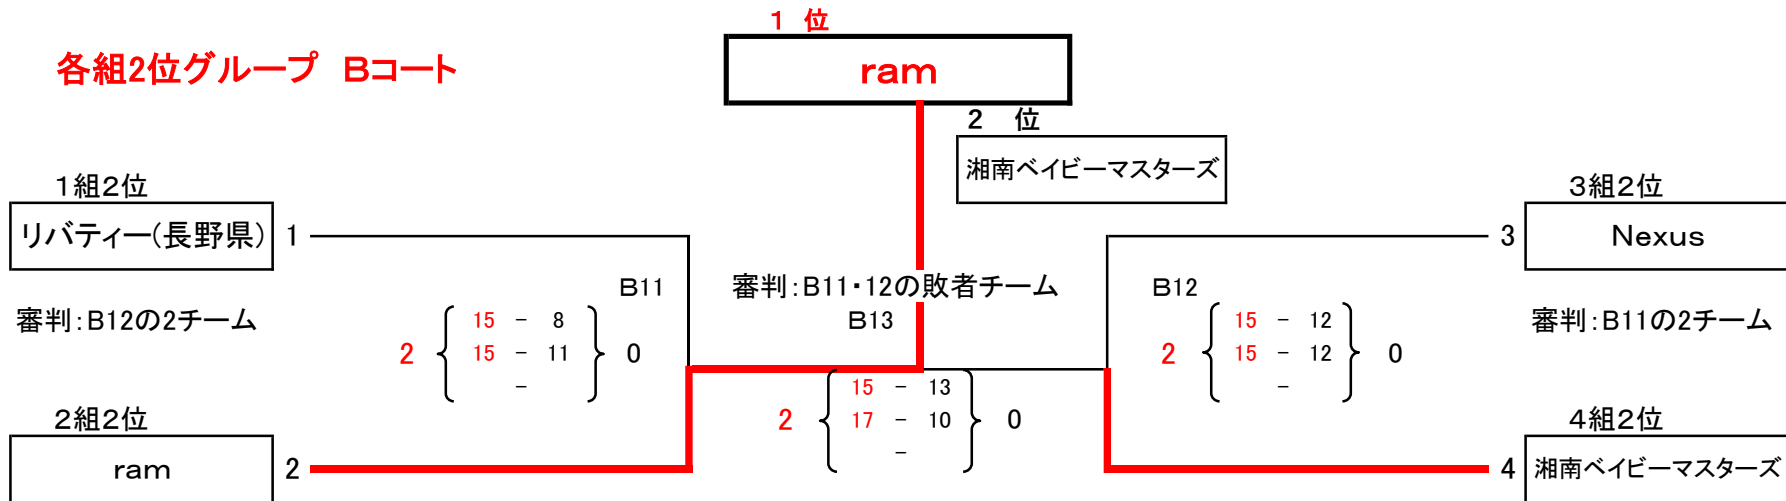 1 位
各組2位グループ Bコート
ram
2 位
湘南ベイビーマスターズ
1組2位
3組2位
リバティー(長野県) 1
3 Nexus
B11
審判:B11・12の敗者チーム
B12
審判:B12の2チーム
B13
審判:B11の2チーム
15 - 8
15 - 12
2 15 - 11 0
2 15 - 12 0
-
-
15 - 13
2 17 - 10 0
-
2組2位
4組2位
ram 2
4 湘南ベイビーマスターズ